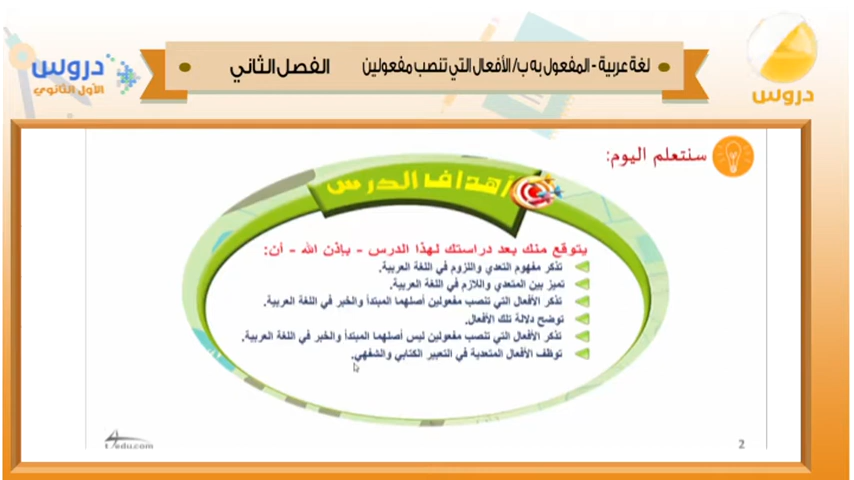 لغة عربية - المفعول به ب/ الأفعال التي تنصب مفعولين
الفصل الثاني
دروس
الأول الثانوي
دروس
سنتعلم اليوم:
أهداف الدرس
يتوقع منك بعد دراستك لهذا الدرس - بإذن الله - أن:
تذكر مفهوم التعدي واللزوم في اللغة العربية.
تميز بين المتعدي واللازم في اللغة العربية.
تذكر الأفعال التي تنصب مفعولين أصلهما المبتدأ والخبر في اللغة العربية.
توضح دلالة تلك الأفعال.
تذكر الأفعال التي تنصب مفعولين ليس أصلهما المبتدأ والخبر في اللغة العربية.
توظف الأفعال المتعدية في التعبير الكتابي والشفهي.
2